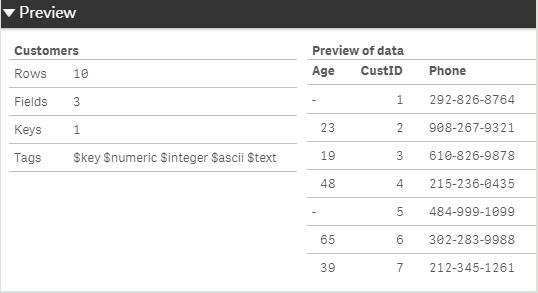 Preview
Customers
Rows 10
Fields 3
Keys 1
Tags $key $numeric $integer $ascii $text
Preview of data
Age CustID Phone
- 1 292-826-8764
23 2 908-267-9321
19 3 610-826-9878
48 4 215-236-0435
- 5 484-999-1099
65 6 302-283-9988
39 7 212-345-1261